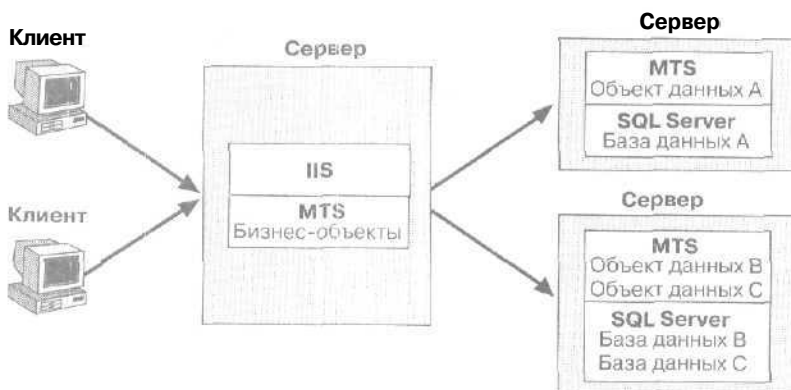 Клиент
Клиент
Сервер
IIS
MTS
Бизнес-объекты
Сервер
MTS
Объект данных А
SQL Server
База данных А
Сервер
MTS
Объект данных В
Объект данных С
SQL Server
База данных В
База данных С